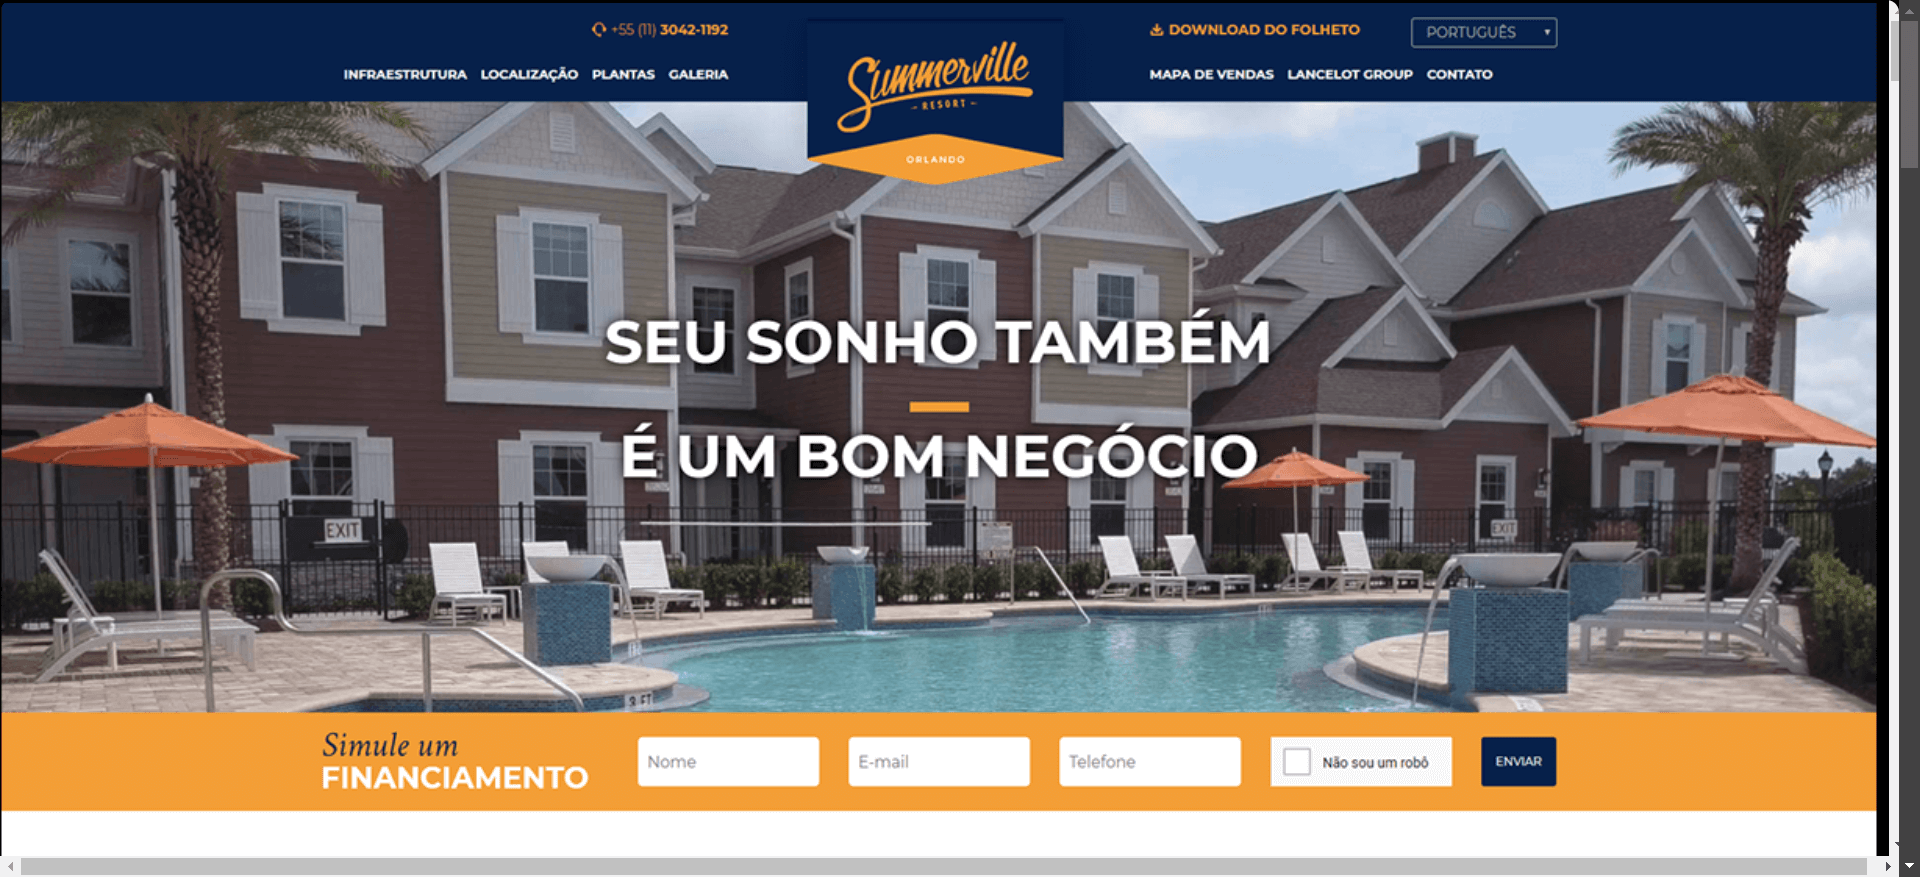 +55 (11) 3042-1192
DOWNLOAD DO FOLHETO
PORTUGUÊS
INFRAESTRUTURA LOCALIZAÇÃO PLANTAS GALERIA
Summerville
RESORT
ORLANDO
MAPA DE VENDAS LANCELOT GROUP CONTATO
SEU SONHO TAMBÉM
É UM BOM NEGÓCIO
EXIT
EXIT
3 FT
Simule um
FINANCIAMENTO
Nome
E-mail
Telefone
Não sou um robô
ENVIAR